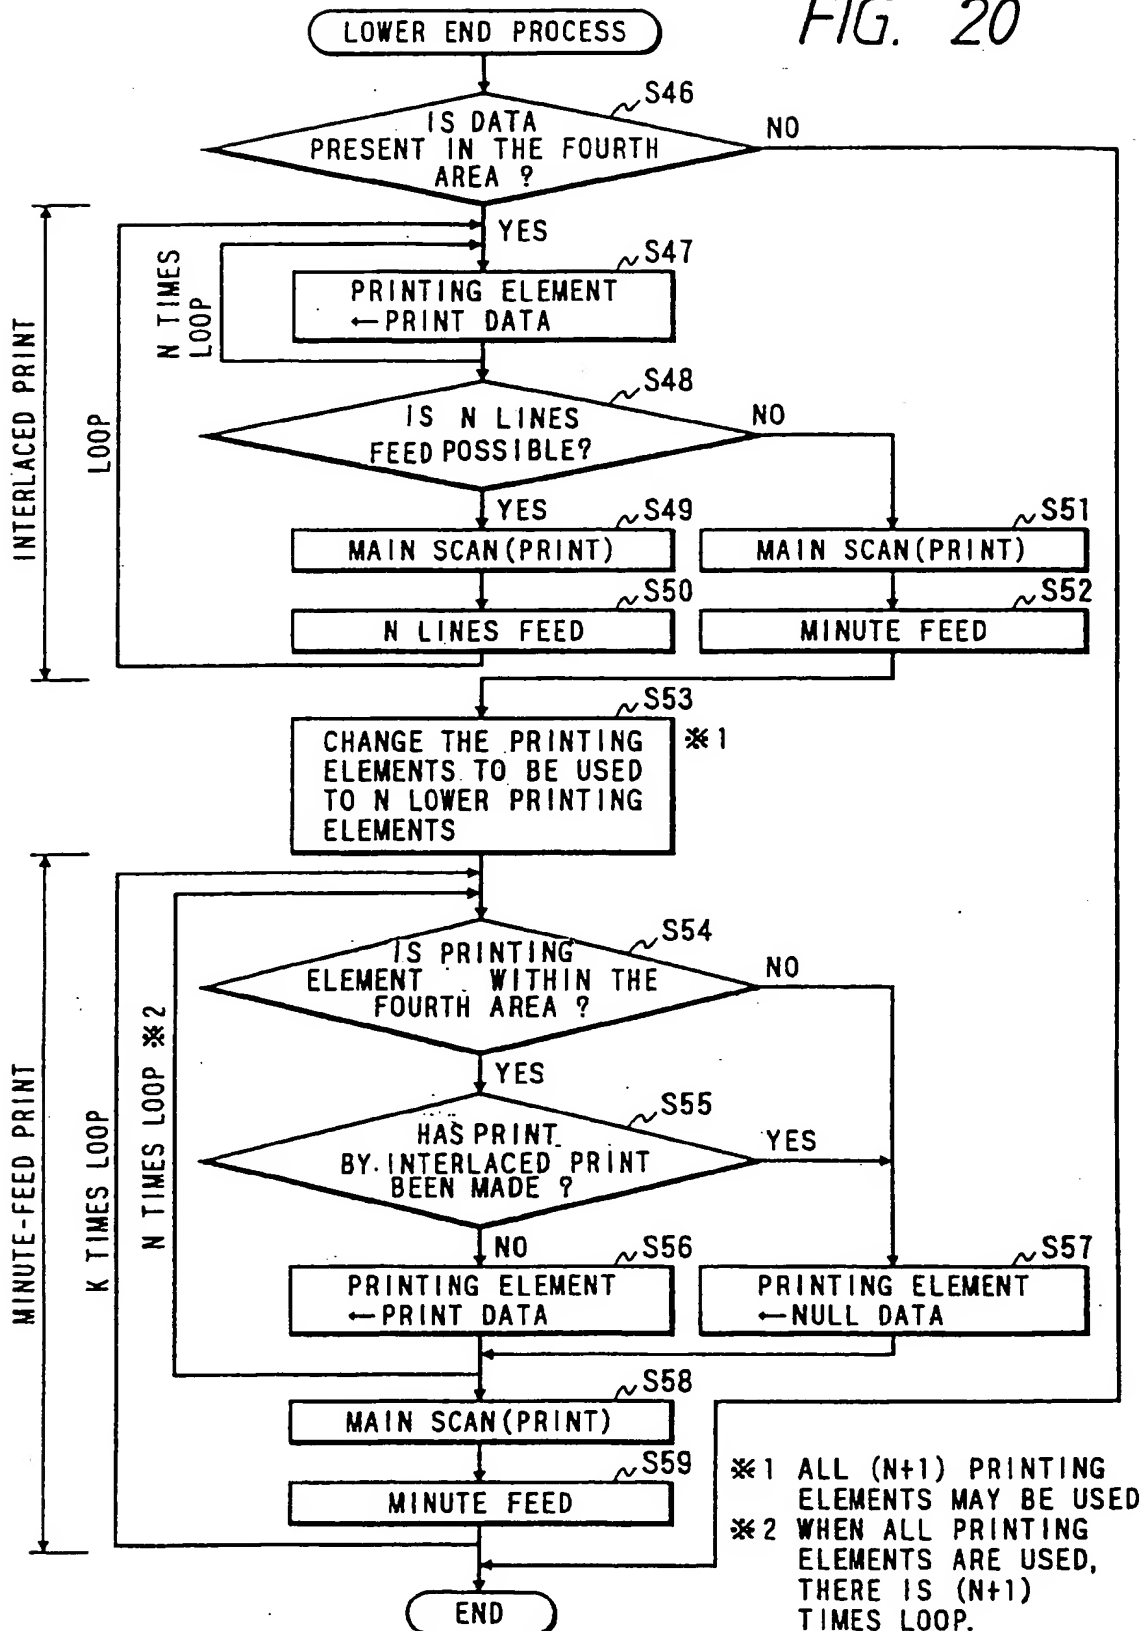 FIG. 20
LOWER END PROCESS
S46
IS DATA
PRESENT IN THE FOURTH
AREA ?
NO
YES
INTERLACED PRINT
LOOP
N TIMES
LOOP
S47
PRINTING ELEMENT
←PRINT DATA
S48
IS N LINES
FEED POSSIBLE?
NO
YES
S49
MAIN SCAN(PRINT)
S50
N LINES FEED
S51
MAIN SCAN(PRINT)
S52
MINUTE FEED
S53
CHANGE THE PRINTING
ELEMENTS TO BE USED
TO N LOWER PRINTING
ELEMENTS
※1
MINUTE-FEED PRINT
K TIMES LOOP
N TIMES LOOP ※2
S54
IS PRINTING
ELEMENT WITHIN THE
FOURTH AREA ?
NO
YES
S55
HAS PRINT
BY INTERLACED PRINT
BEEN MADE ?
YES
NO
S56
PRINTING ELEMENT
←PRINT DATA
S57
PRINTING ELEMENT
←NULL DATA
S58
MAIN SCAN(PRINT)
S59
MINUTE FEED
END
※1 ALL (N+1) PRINTING
ELEMENTS MAY BE USED
※2 WHEN ALL PRINTING
ELEMENTS ARE USED,
THERE IS (N+1)
TIMES LOOP.